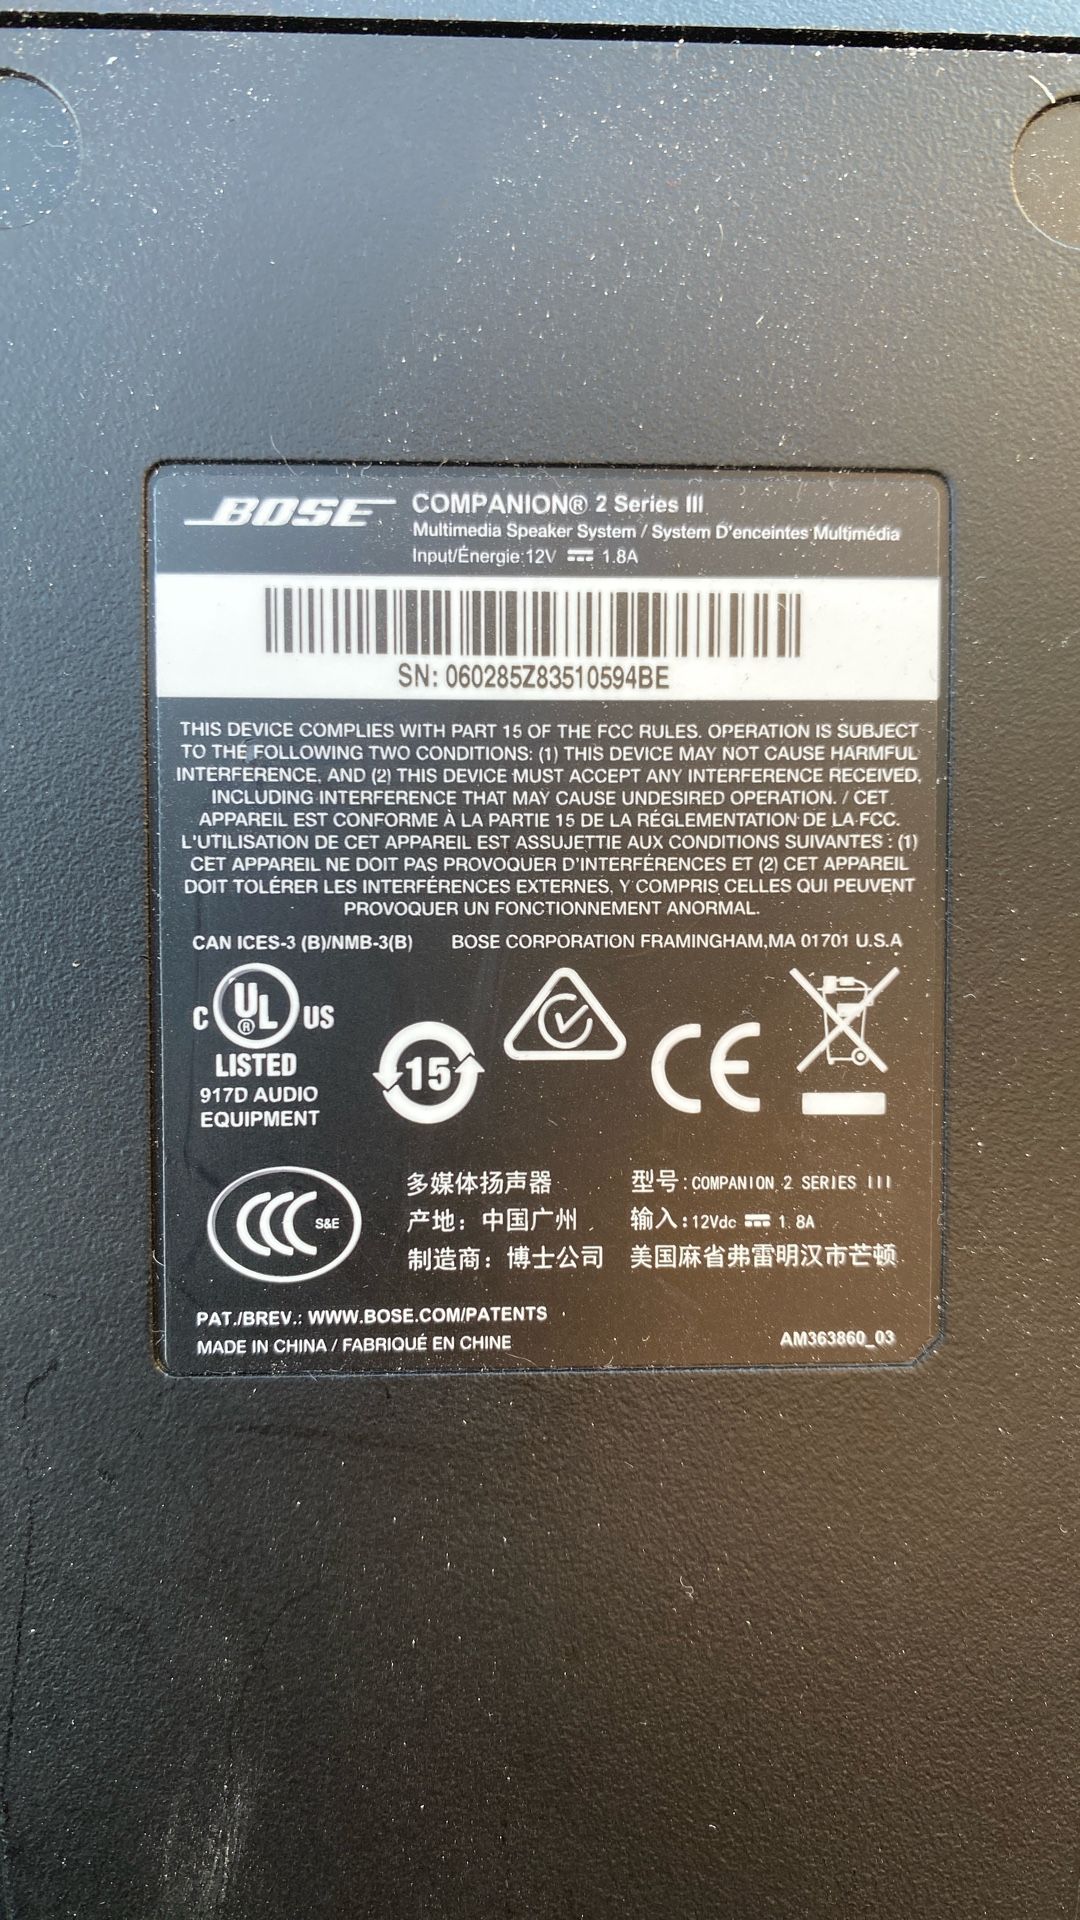 BOSE COMPANION® 2 Series III
Multimedia Speaker System / System D'enceintes Multimédia
Input/Énergie:12V ⎓ 1.8A
SN: 060285Z83510594BE
THIS DEVICE COMPLIES WITH PART 15 OF THE FCC RULES. OPERATION IS SUBJECT
TO THE FOLLOWING TWO CONDITIONS: (1) THIS DEVICE MAY NOT CAUSE HARMFUL
INTERFERENCE, AND (2) THIS DEVICE MUST ACCEPT ANY INTERFERENCE RECEIVED,
INCLUDING INTERFERENCE THAT MAY CAUSE UNDESIRED OPERATION. / CET
APPAREIL EST CONFORME À LA PARTIE 15 DE LA RÉGLEMENTATION DE LA FCC.
L'UTILISATION DE CET APPAREIL EST ASSUJETTIE AUX CONDITIONS SUIVANTES : (1)
CET APPAREIL NE DOIT PAS PROVOQUER D'INTERFÉRENCES ET (2) CET APPAREIL
DOIT TOLÉRER LES INTERFÉRENCES EXTERNES, Y COMPRIS CELLES QUI PEUVENT
PROVOQUER UN FONCTIONNEMENT ANORMAL.
CAN ICES-3 (B)/NMB-3(B) BOSE CORPORATION FRAMINGHAM,MA 01701 U.S.A
C UL® US
LISTED
917D AUDIO
EQUIPMENT
15
CE
CCC S&E
多媒体扬声器 型号:COMPANION 2 SERIES III
产地：中国广州 输入:12Vdc ⎓ 1.8A
制造商：博士公司 美国麻省弗雷明汉市芒顿
PAT./BREV.: WWW.BOSE.COM/PATENTS
MADE IN CHINA / FABRIQUÉ EN CHINE AM363860_03